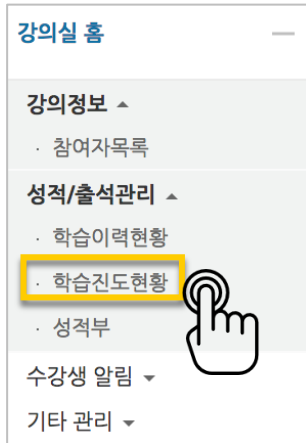 강의실 홈
강의정보
· 참여자목록
성적/출석관리
· 학습이력현황
· 학습진도현황
· 성적부
수강생 알림
기타 관리